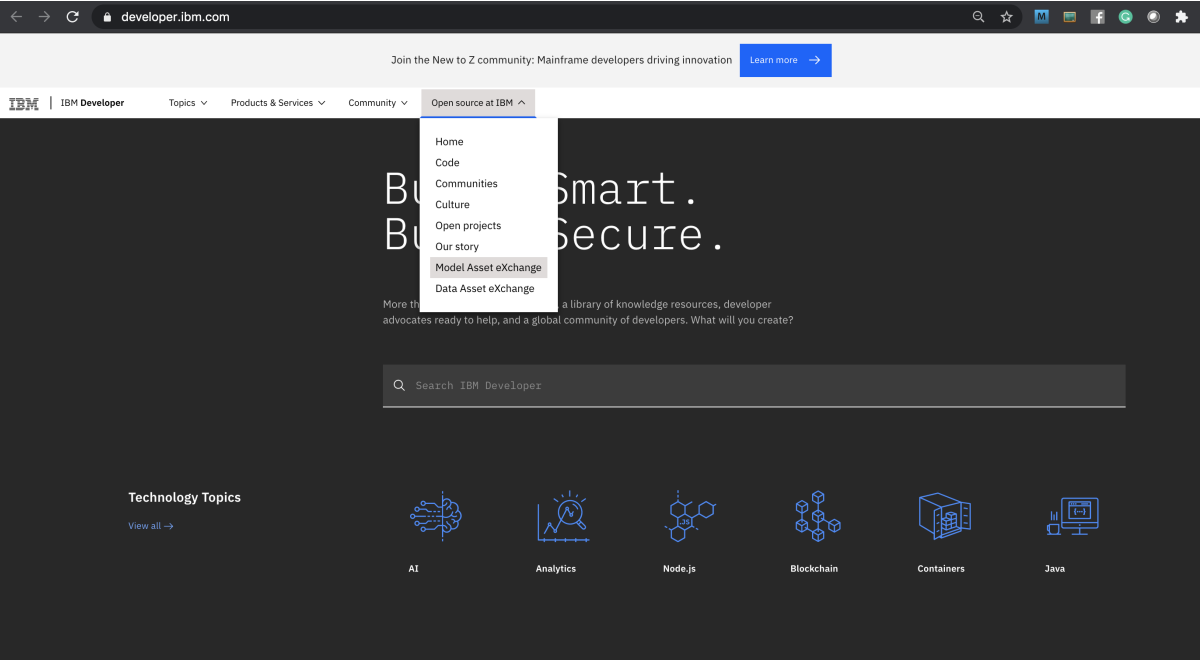 developer.ibm.com
M
f
G
Join the New to Z community: Mainframe developers driving innovation
Learn more →
IBM | IBM Developer
Topics
Products & Services
Community
Open source at IBM
Home
Code
Communities
Culture
Open projects
Our story
Model Asset eXchange
Data Asset eXchange
Bu Smart.
Bu Secure.
More th a library of knowledge resources, developer
advocates ready to help, and a global community of developers. What will you create?
Search IBM Developer
Technology Topics
View all →
JS
AI
Analytics
Node.js
Blockchain
Containers
Java